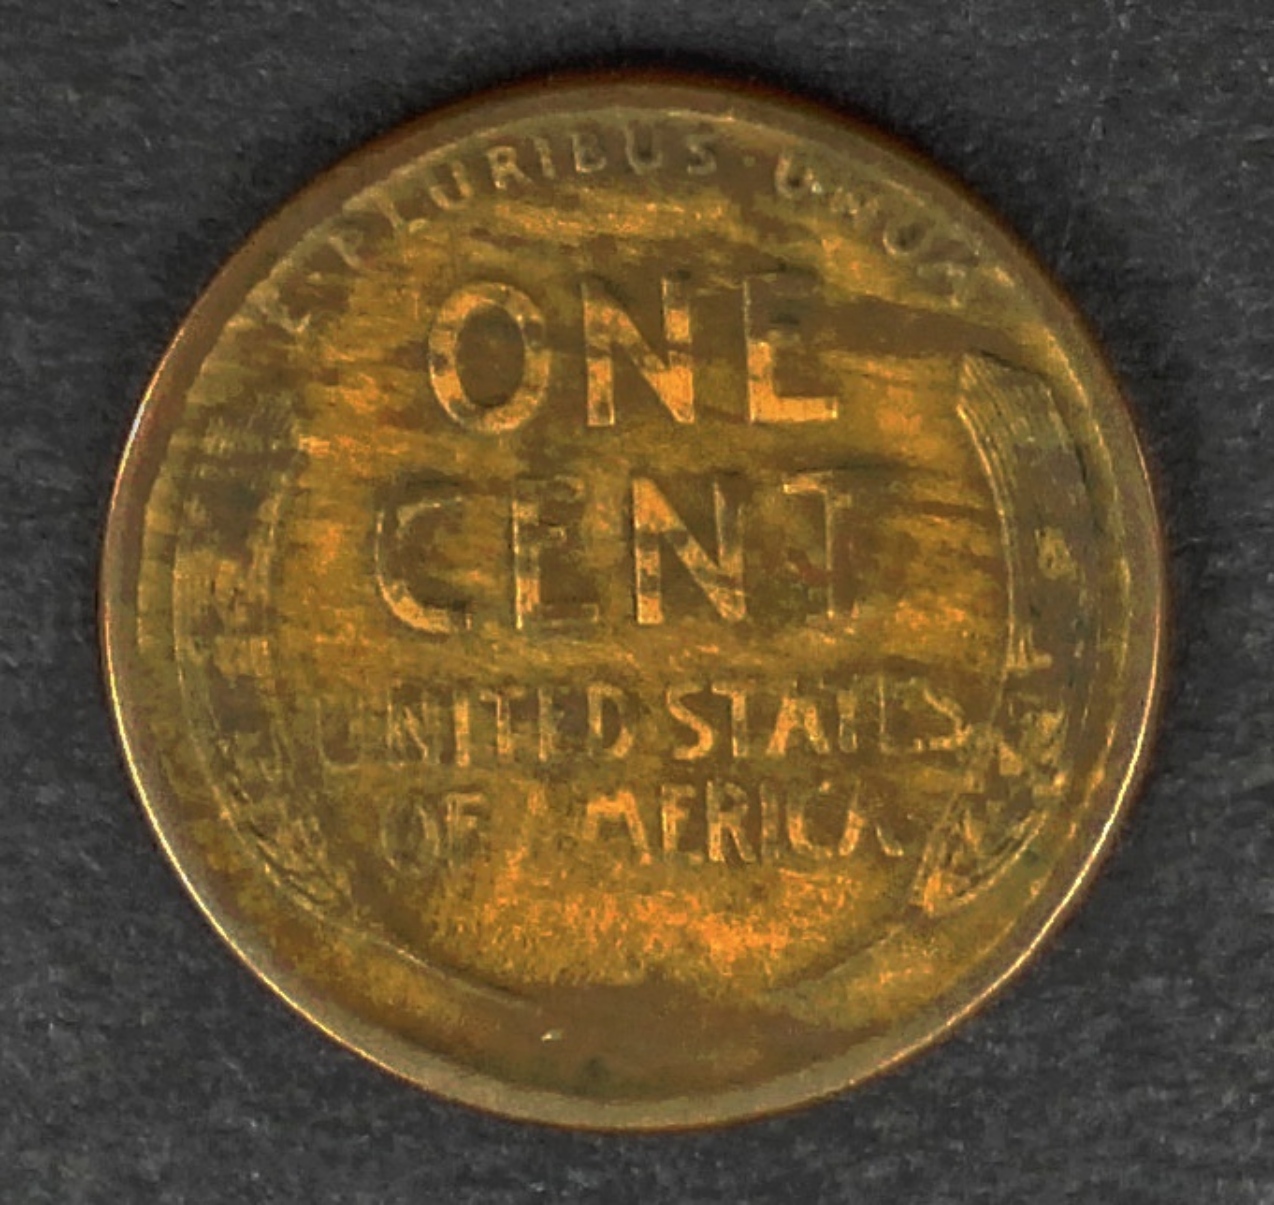 E·PLURIBUS·UNUM
ONE
CENT
UNITED STATES
OF AMERICA